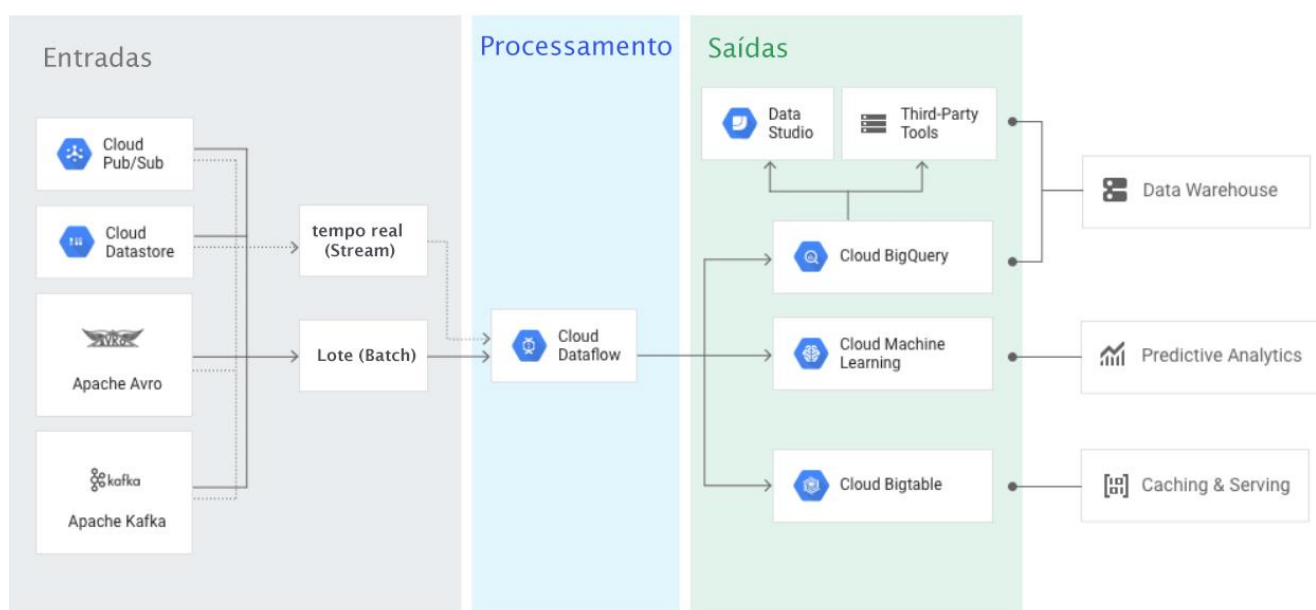 Entradas
Cloud
Pub/Sub
Cloud
Datastore
AVRO
Apache Avro
kafka
Apache Kafka
tempo real
(Stream)
Lote (Batch)
Processamento
Cloud
Dataflow
Saídas
Data
Studio
Third-Party
Tools
Cloud BigQuery
Cloud Machine
Learning
Cloud Bigtable
Data Warehouse
Predictive Analytics
Caching & Serving